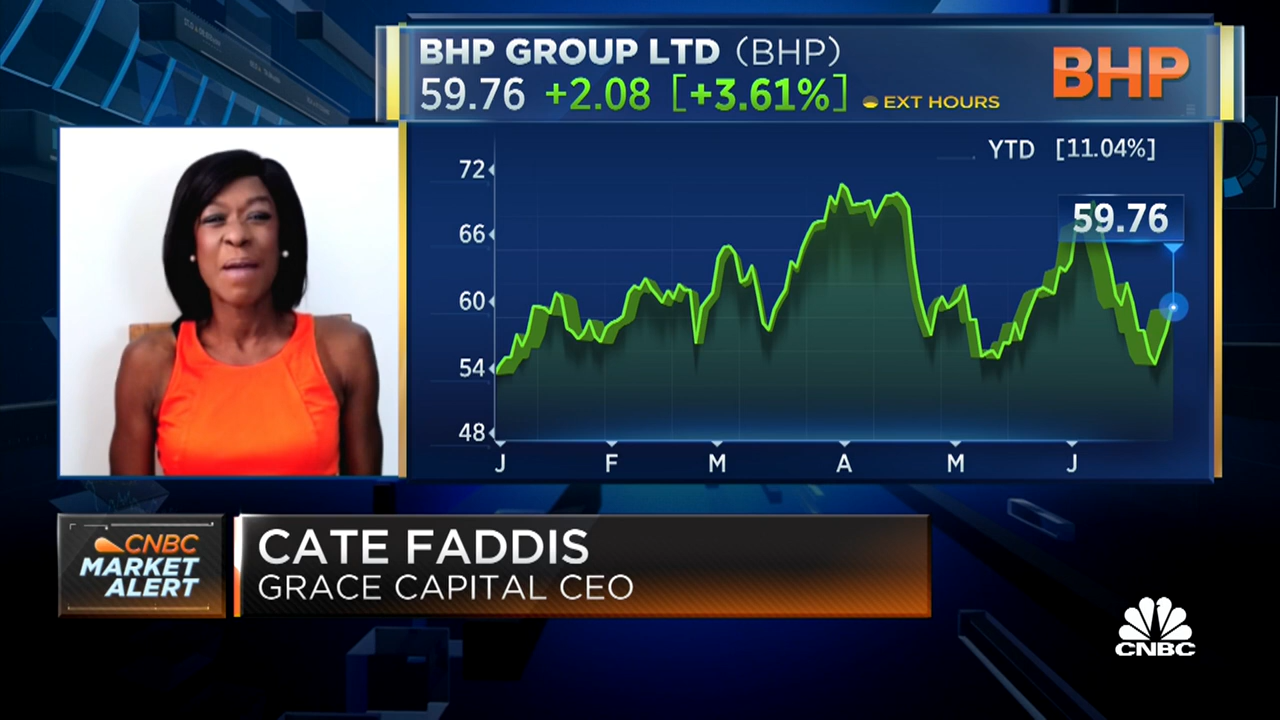 BHP GROUP LTD (BHP)
59.76 +2.08 [+3.61%] EXT HOURS
BHP
YTD [11.04%]
59.76
72
66
60
54
48
J F M A M J
CNBC
MARKET
ALERT
CATE FADDIS
GRACE CAPITAL CEO
CNBC